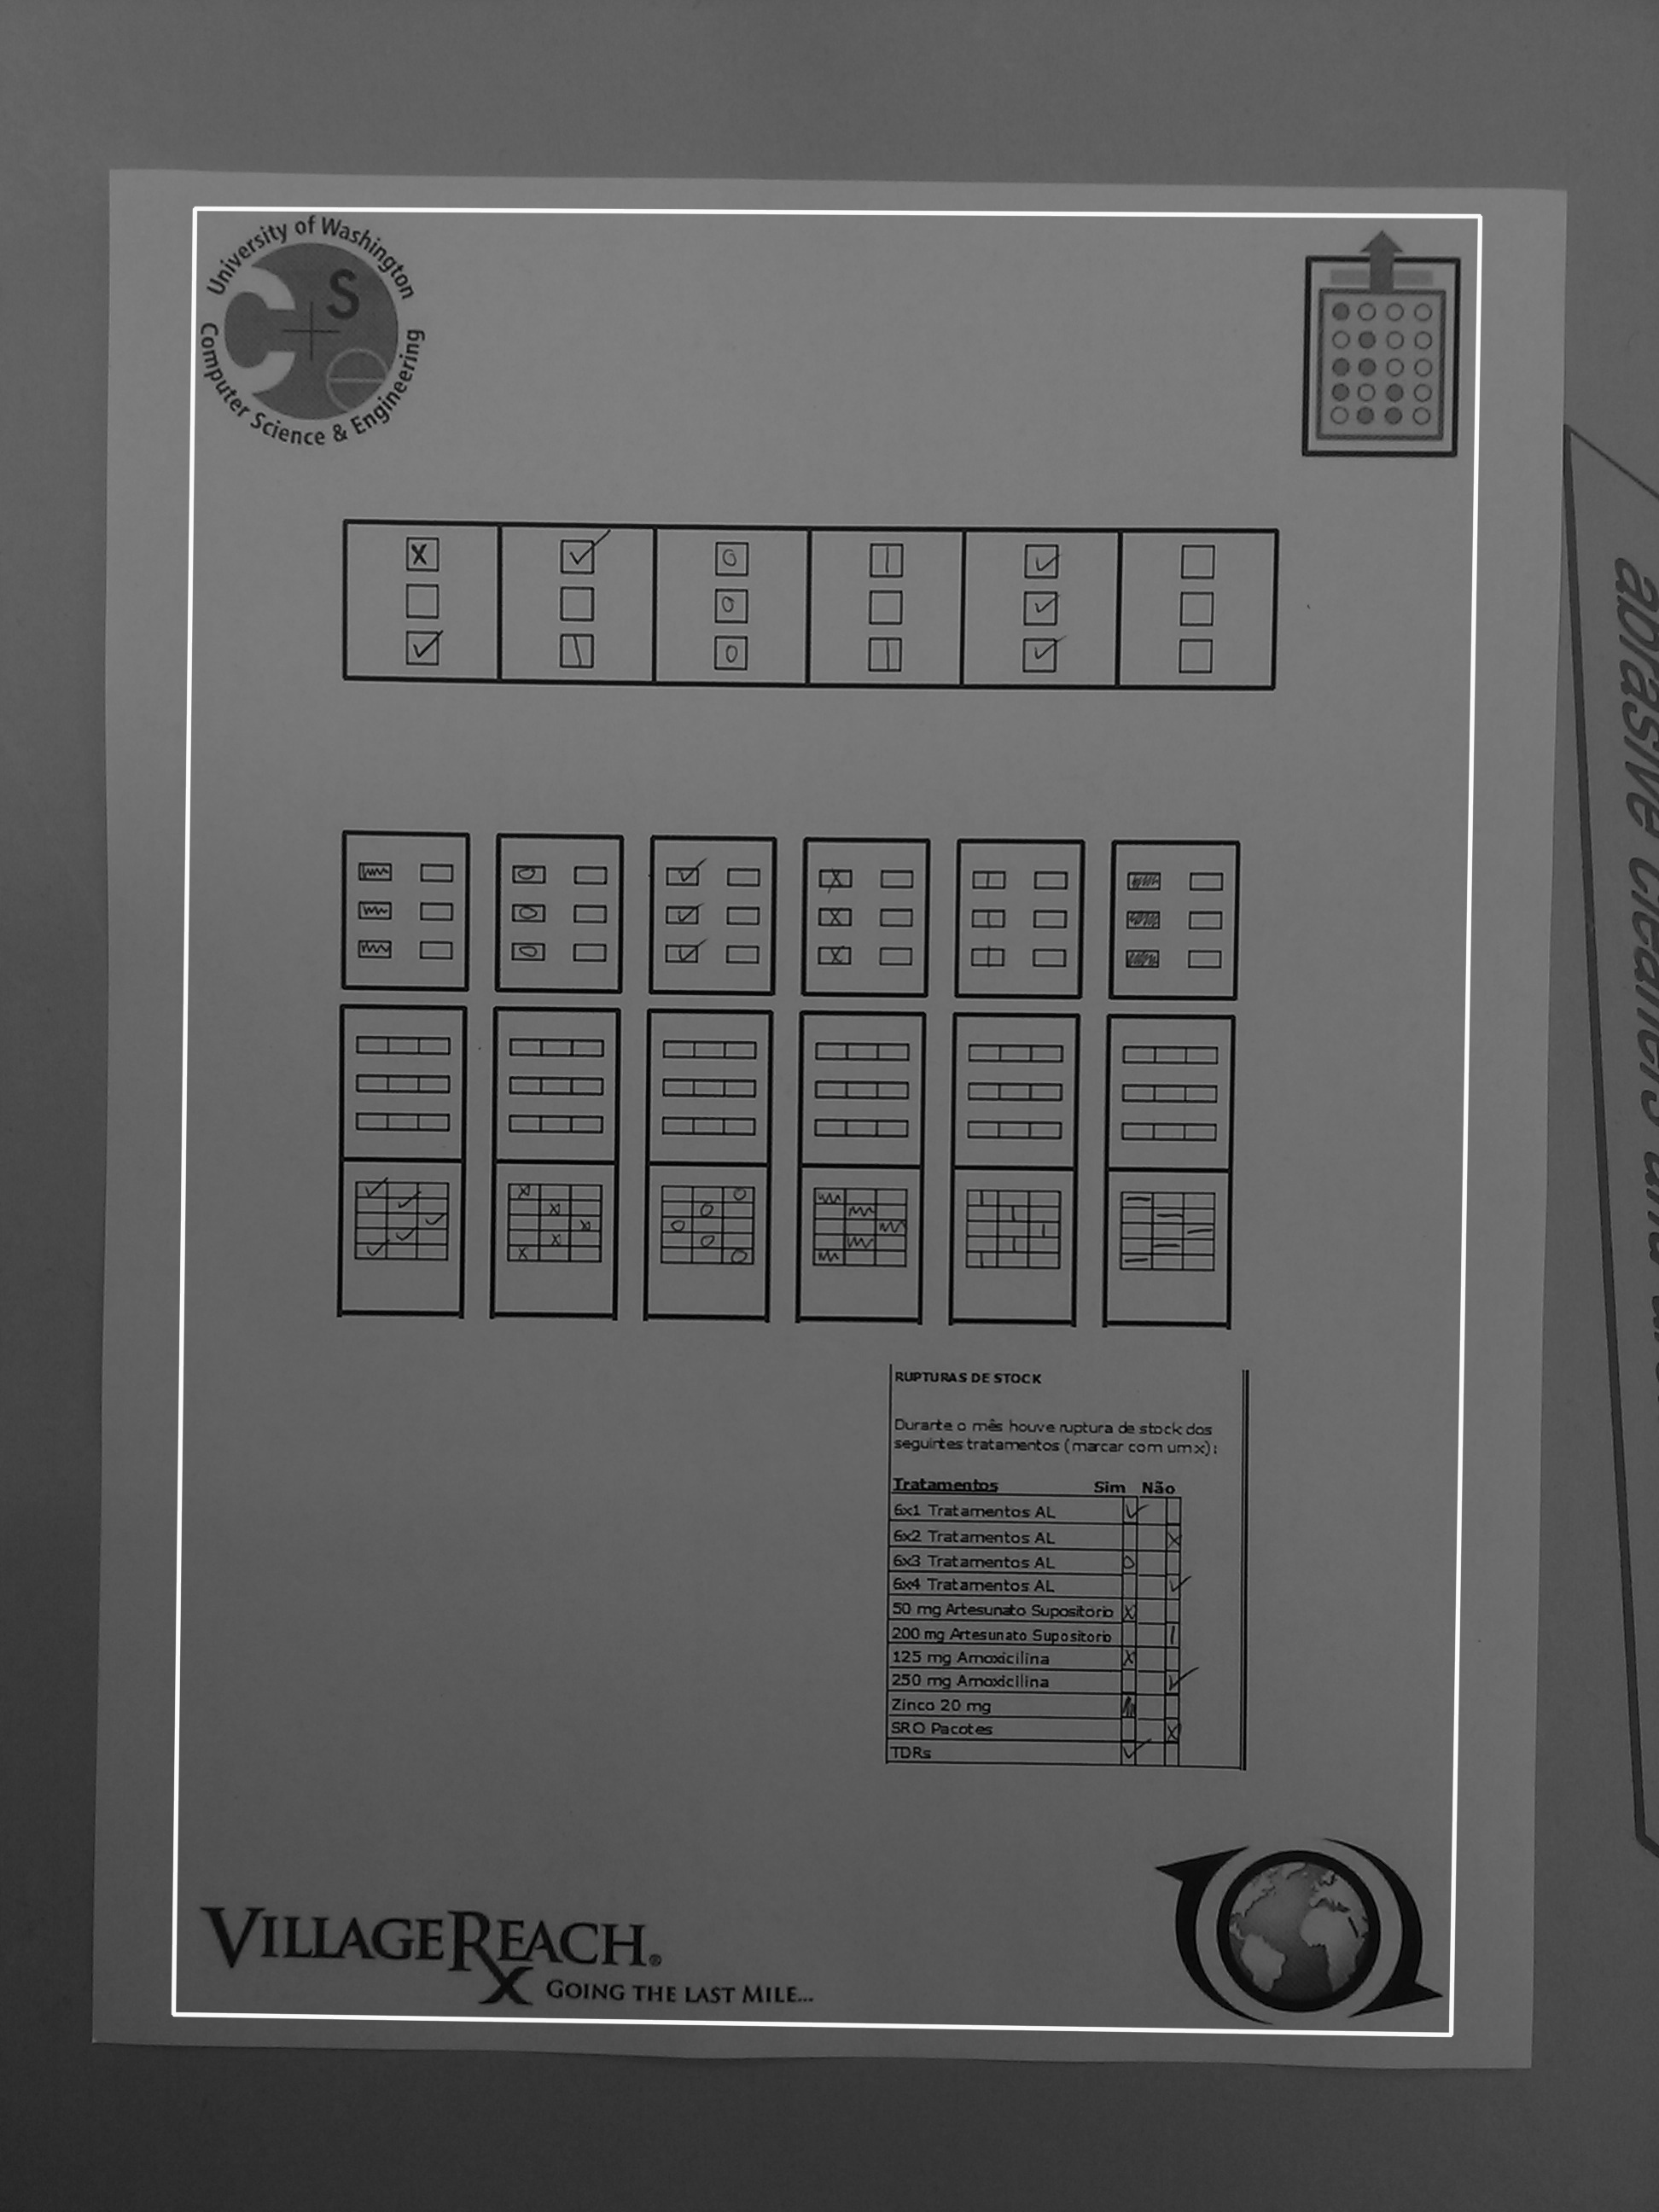 University of Washington
Computer Science & Engineering
C S
RUPTURAS DE STOCK
Durante o mês houve ruptura de stock dos
seguintes tratamentos (marcar com um x):
Tratamentos Sim Não
6x1 Tratamentos AL
6x2 Tratamentos AL
6x3 Tratamentos AL
6x4 Tratamentos AL
50 mg Artesunato Supositorio
200 mg Artesunato Supositorio
125 mg Amoxicilina
250 mg Amoxicilina
Zinco 20 mg
SRO Pacotes
TDRs
VILLAGEREACH®
GOING THE LAST MILE...
abrasive cleaners